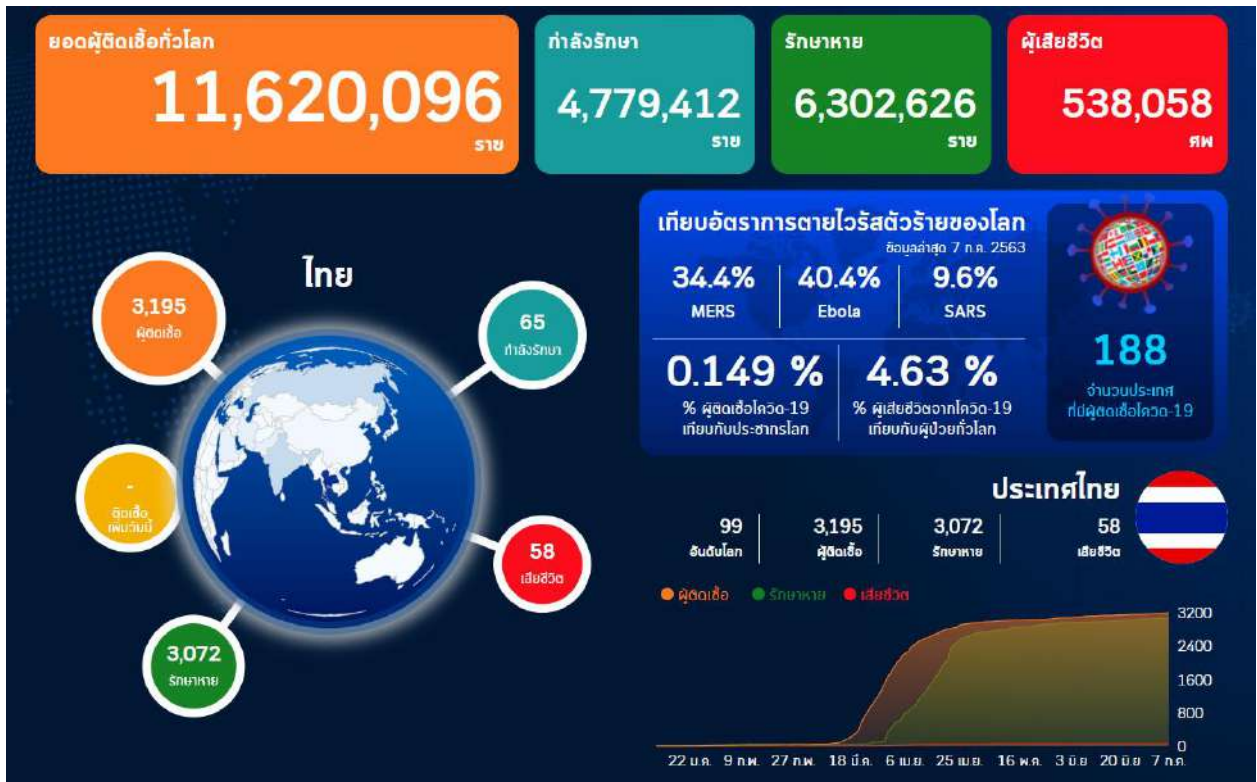 ยอดผู้ติดเชื้อทั่วโลก
11,620,096
ราย
กำลังรักษา
4,779,412
ราย
รักษาหาย
6,302,626
ราย
ผู้เสียชีวิต
538,058
ศพ
ไทย
3,195
ผู้ติดเชื้อ
65
กำลังรักษา
-
ติดเชื้อ
เพิ่มวันนี้
58
เสียชีวิต
3,072
รักษาหาย
เทียบอัตราการตายไวรัสตัวร้ายของโลก
ข้อมูลล่าสุด 7 ก.ค. 2563
34.4% 40.4% 9.6%
MERS Ebola SARS
0.149 % 4.63 %
% ผู้ติดเชื้อโควิด-19 % ผู้เสียชีวิตจากโควิด-19
เทียบกับประชากรโลก เทียบกับผู้ป่วยทั่วโลก
188
จำนวนประเทศ
ที่มีผู้ติดเชื้อโควิด-19
ประเทศไทย
99 3,195 3,072 58
อันดับโลก ผู้ติดเชื้อ รักษาหาย เสียชีวิต
ผู้ติดเชื้อ รักษาหาย เสียชีวิต
3200
2400
1600
800
0
22 ม.ค. 9 ก.พ. 27 ก.พ. 18 มี.ค. 6 เม.ย. 25 เม.ย. 16 พ.ค. 3 มิ.ย 20 มิ.ย 7 ก.ค.